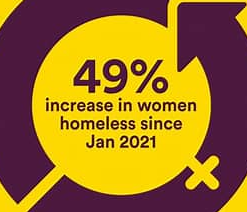 49%
increase in women
homeless since
Jan 2021